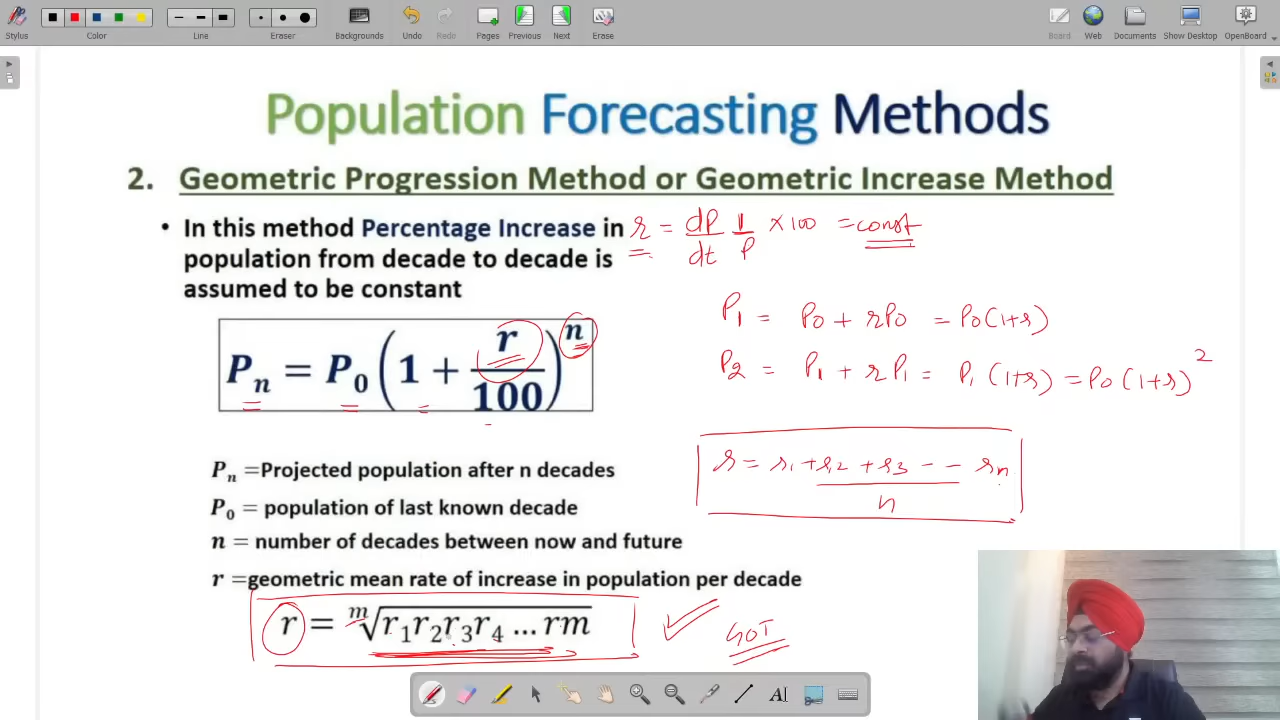 Stylus
Color
Line
Eraser
Backgrounds
Undo
Redo
Pages
Previous
Next
Erase
Board
Web
Documents
Show Desktop
OpenBoard
Population Forecasting Methods
2. Geometric Progression Method or Geometric Increase Method
• In this method Percentage Increase in
population from decade to decade is
assumed to be constant
r = dP/dt 1/P × 100 = const
P1 = P0 + rP0 = P0(1+r)
P2 = P1 + rP1 = P1(1+r) = P0(1+r)^2
Pn = P0 (1 + r/100)^n
r = r1 + r2 + r3 - - rn / n
Pn =Projected population after n decades
P0 = population of last known decade
n = number of decades between now and future
r =geometric mean rate of increase in population per decade
r = m√r1r2r3r4 ... rm
GOI
AI